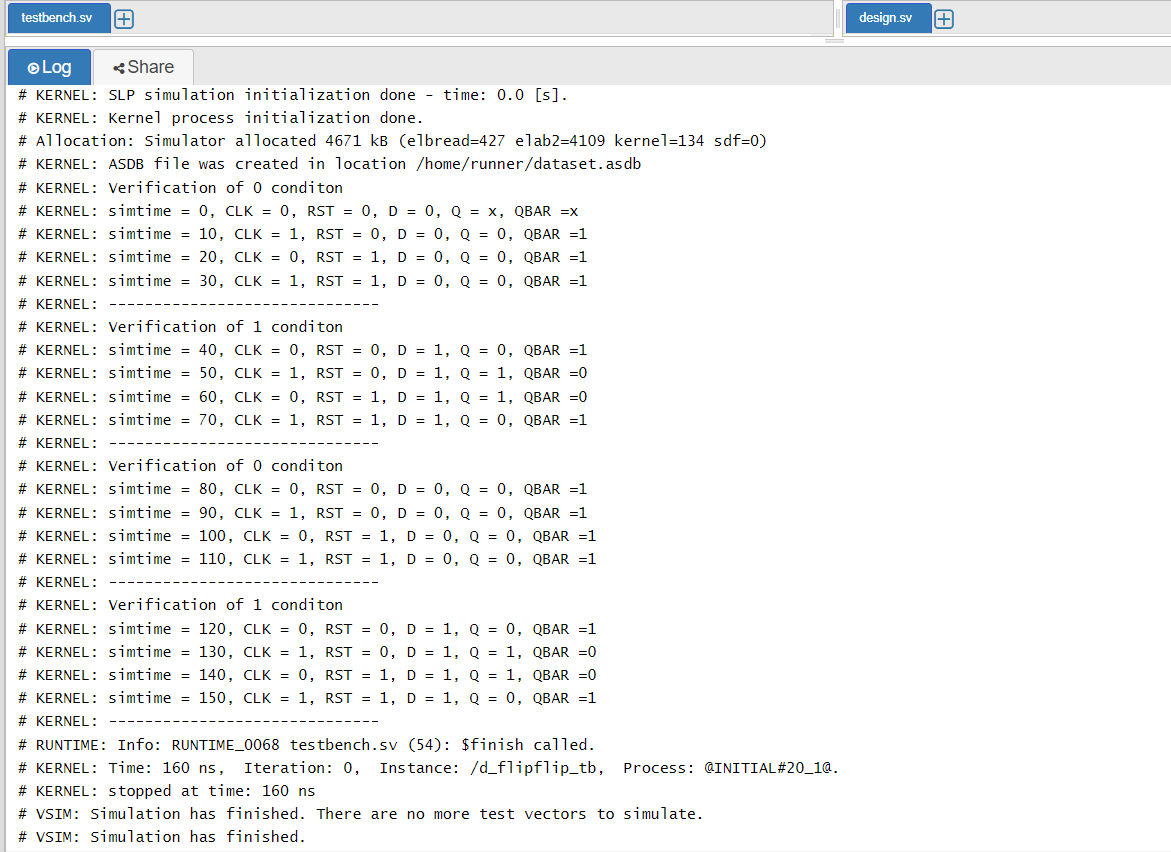 testbench.sv
design.sv
Log
Share
# KERNEL: SLP simulation initialization done - time: 0.0 [s].
# KERNEL: Kernel process initialization done.
# Allocation: Simulator allocated 4671 kB (elbread=427 elab2=4109 kernel=134 sdf=0)
# KERNEL: ASDB file was created in location /home/runner/dataset.asdb
# KERNEL: Verification of 0 conditon
# KERNEL: simtime = 0, CLK = 0, RST = 0, D = 0, Q = x, QBAR =x
# KERNEL: simtime = 10, CLK = 1, RST = 0, D = 0, Q = 0, QBAR =1
# KERNEL: simtime = 20, CLK = 0, RST = 1, D = 0, Q = 0, QBAR =1
# KERNEL: simtime = 30, CLK = 1, RST = 1, D = 0, Q = 0, QBAR =1
# KERNEL: ------------------------------
# KERNEL: Verification of 1 conditon
# KERNEL: simtime = 40, CLK = 0, RST = 0, D = 1, Q = 0, QBAR =1
# KERNEL: simtime = 50, CLK = 1, RST = 0, D = 1, Q = 1, QBAR =0
# KERNEL: simtime = 60, CLK = 0, RST = 1, D = 1, Q = 1, QBAR =0
# KERNEL: simtime = 70, CLK = 1, RST = 1, D = 1, Q = 0, QBAR =1
# KERNEL: ------------------------------
# KERNEL: Verification of 0 conditon
# KERNEL: simtime = 80, CLK = 0, RST = 0, D = 0, Q = 0, QBAR =1
# KERNEL: simtime = 90, CLK = 1, RST = 0, D = 0, Q = 0, QBAR =1
# KERNEL: simtime = 100, CLK = 0, RST = 1, D = 0, Q = 0, QBAR =1
# KERNEL: simtime = 110, CLK = 1, RST = 1, D = 0, Q = 0, QBAR =1
# KERNEL: ------------------------------
# KERNEL: Verification of 1 conditon
# KERNEL: simtime = 120, CLK = 0, RST = 0, D = 1, Q = 0, QBAR =1
# KERNEL: simtime = 130, CLK = 1, RST = 0, D = 1, Q = 1, QBAR =0
# KERNEL: simtime = 140, CLK = 0, RST = 1, D = 1, Q = 1, QBAR =0
# KERNEL: simtime = 150, CLK = 1, RST = 1, D = 1, Q = 0, QBAR =1
# KERNEL: ------------------------------
# RUNTIME: Info: RUNTIME_0068 testbench.sv (54): $finish called.
# KERNEL: Time: 160 ns,  Iteration: 0,  Instance: /d_flipflip_tb,  Process: @INITIAL#20_1@.
# KERNEL: stopped at time: 160 ns
# VSIM: Simulation has finished. There are no more test vectors to simulate.
# VSIM: Simulation has finished.